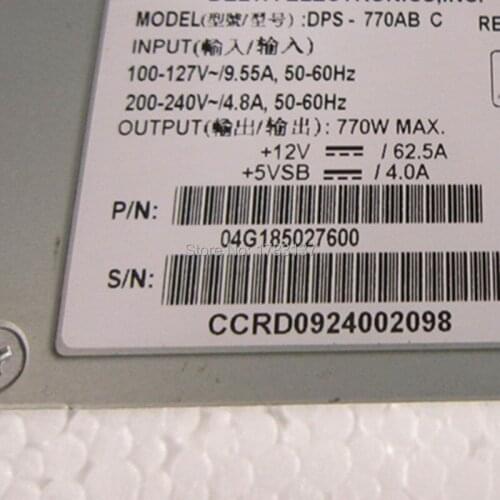 MODEL(型號/型号):DPS - 770AB C
RE
INPUT(輸入/输入)
100-127V~/9.55A, 50-60Hz
200-240V~/4.8A, 50-60Hz
OUTPUT(輸出/输出): 770W MAX.
+12V ⎓ / 62.5A
+5VSB ⎓ / 4.0A
P/N:
04G185027600
S/N:
CCRD0924002098